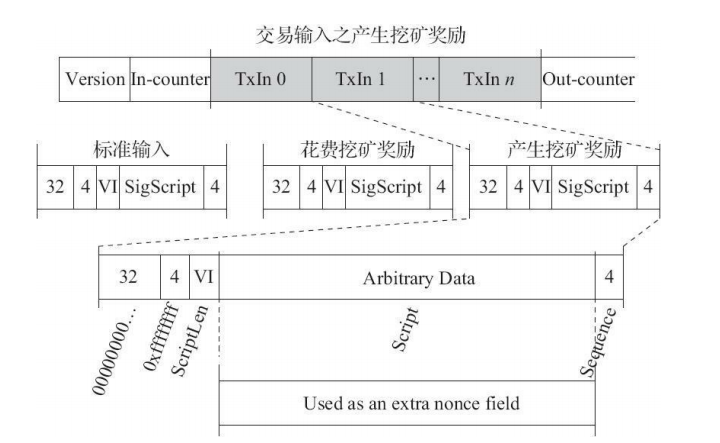 交易输入之产生挖矿奖励
Version In-counter TxIn 0 TxIn 1 ··· TxIn n Out-counter
标准输入 花费挖矿奖励 产生挖矿奖励
32 4 VI SigScript 4 32 4 VI SigScript 4 32 4 VI SigScript 4
32 4 VI Arbitrary Data 4
00000000… 0xffffffff ScriptLen Script Sequence
Used as an extra nonce field